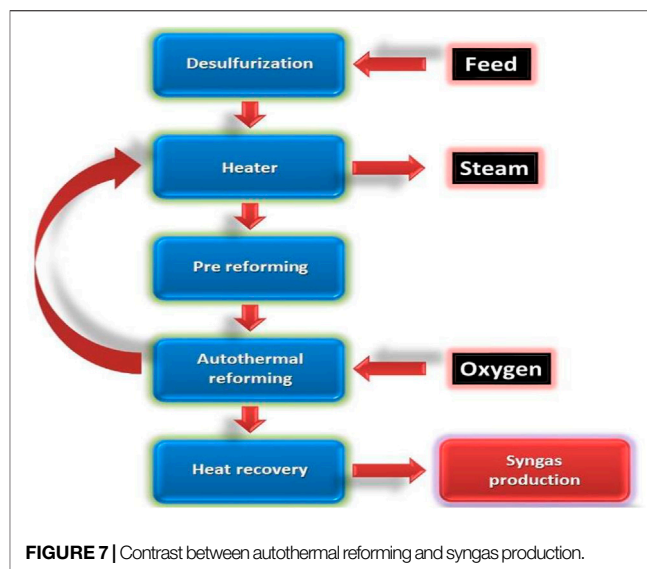 Desulfurization
Feed
Heater
Steam
Pre reforming
Autothermal
reforming
Oxygen
Heat recovery
Syngas
production
FIGURE 7 | Contrast between autothermal reforming and syngas production.